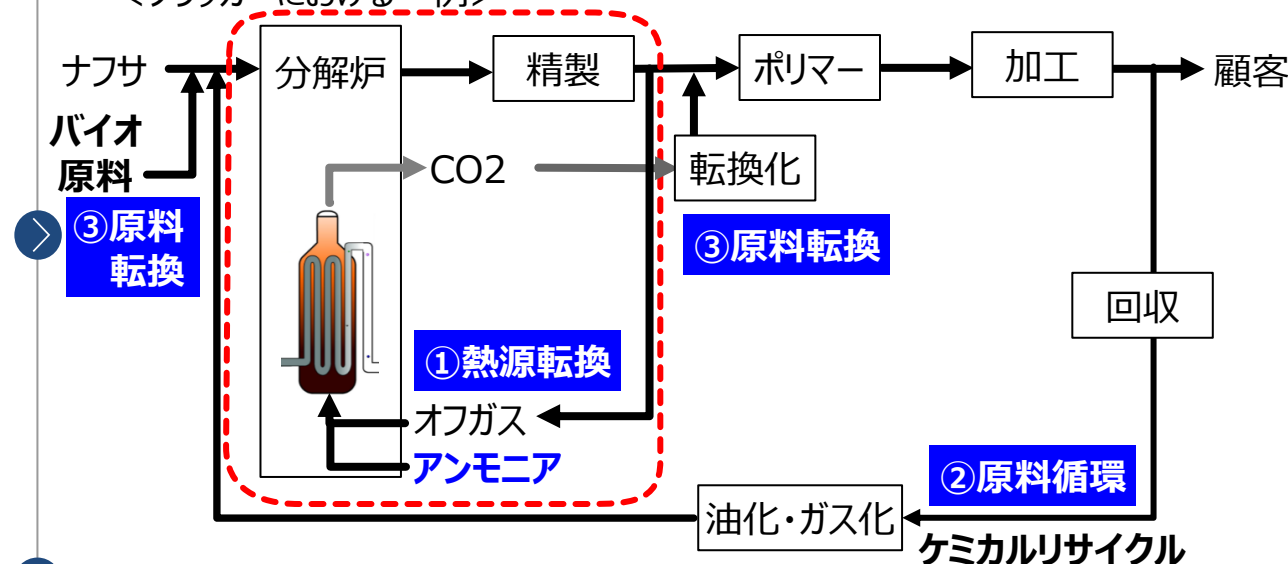 ナフサ
分解炉
精製
ポリマー
加工
顧客
バイオ
原料
CO2
転換化
③原料
転換
③原料転換
回収
①熱源転換
オフガス
アンモニア
②原料循環
油化・ガス化
ケミカルリサイクル